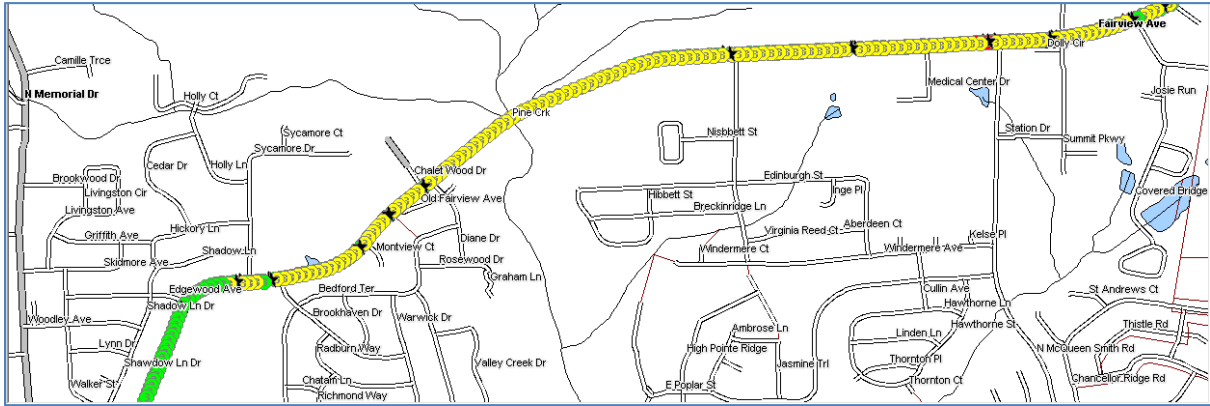 Fairview Ave
Dolly Cir
Camille Trce
Medical Center Dr
N Memorial Dr
Holly Ct
Josie Run
Pine Crk
Sycamore Ct
Nisbbett St
Station Dr
Summit Pkwy
Sycamore Dr
Cedar Dr
Holly Ln
Chalet Wood Dr
Brookwood Dr
Edinburgh St
Livingston Cir
Hibbett St
Inge Pl
Covered Bridge
Old Fairview Ave
Livingston Ave
Breckinridge Ln
Hickory Ln
Aberdeen Ct
Griffith Ave
Virginia Reed Ct
Kelse Pl
Diane Dr
Shadow Ln
Montview Ct
Windermere Ct
Windermere Ave
Skidmore Ave
Rosewood Dr
Graham Ln
Edgewood Ave
Bedford Ter
Cullin Ave
St Andrews Ct
Shadow Ln Dr
Hawthorne Ln
Brookhaven Dr
Warwick Dr
Woodley Ave
Hawthorne St
Thistle Rd
Ambrose Ln
Linden Ln
Lynn Dr
Radburn Way
High Pointe Ridge
N McQueen Smith Rd
Shawdow Ln Dr
Valley Creek Dr
Jasmine Trl
Thornton Pl
Walker St
Chatam Ln
E Poplar St
Thornton Ct
Chancellor Ridge Rd
Richmond Way